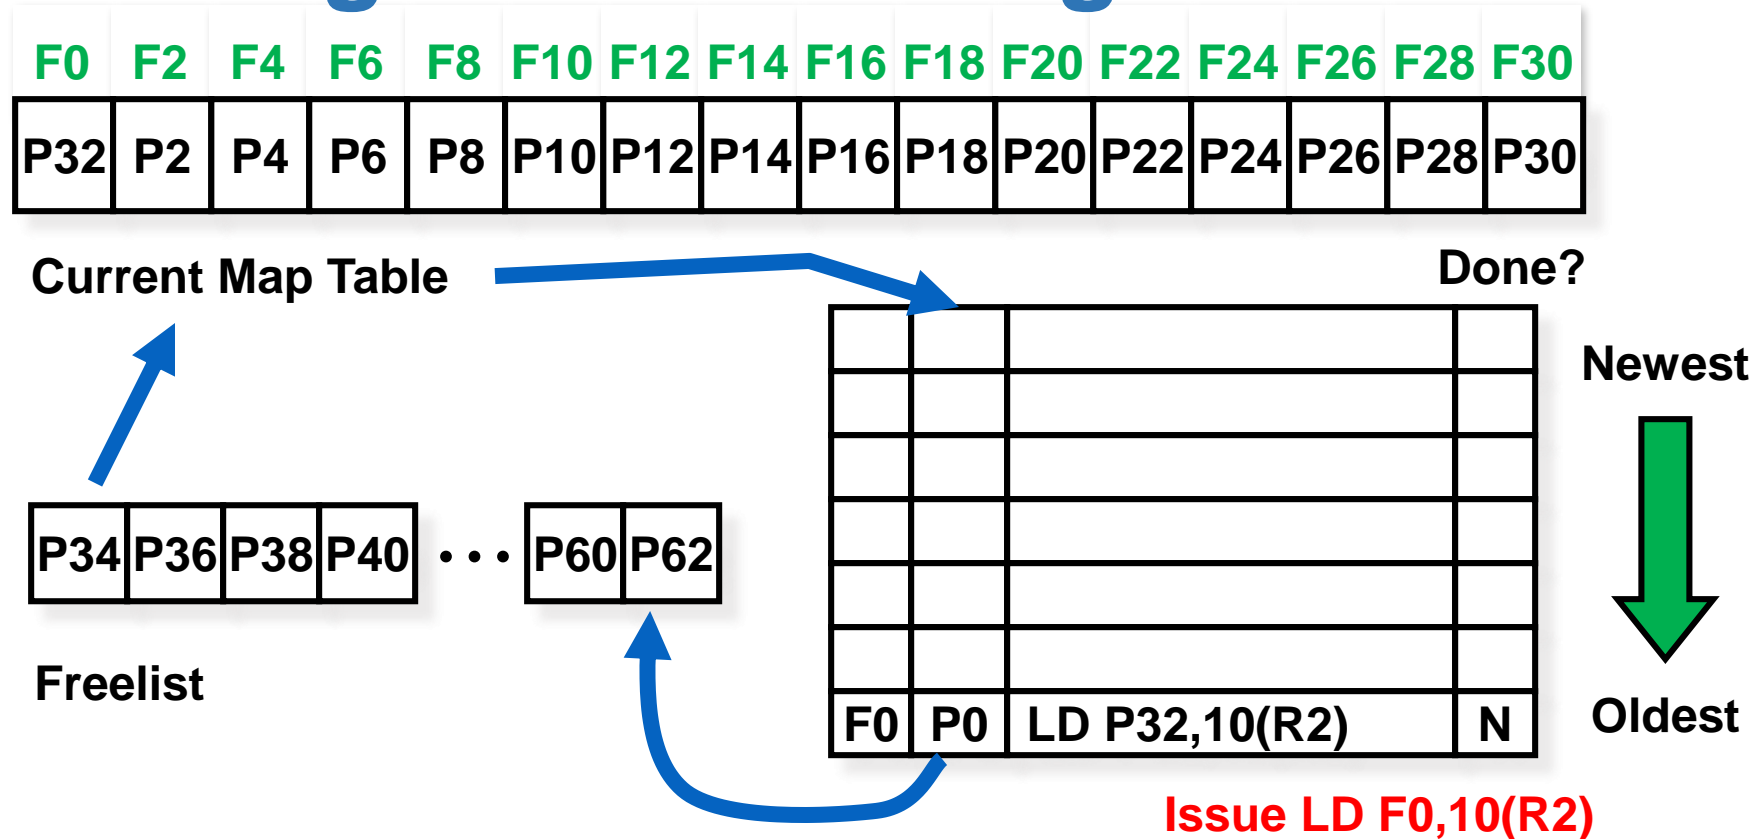 F0 F2 F4 F6 F8 F10 F12 F14 F16 F18 F20 F22 F24 F26 F28 F30
P32 P2 P4 P6 P8 P10 P12 P14 P16 P18 P20 P22 P24 P26 P28 P30
Current Map Table
Done?
Newest
P34 P36 P38 P40 ... P60 P62
Freelist
F0 P0 LD P32,10(R2) N
Oldest
Issue LD F0,10(R2)